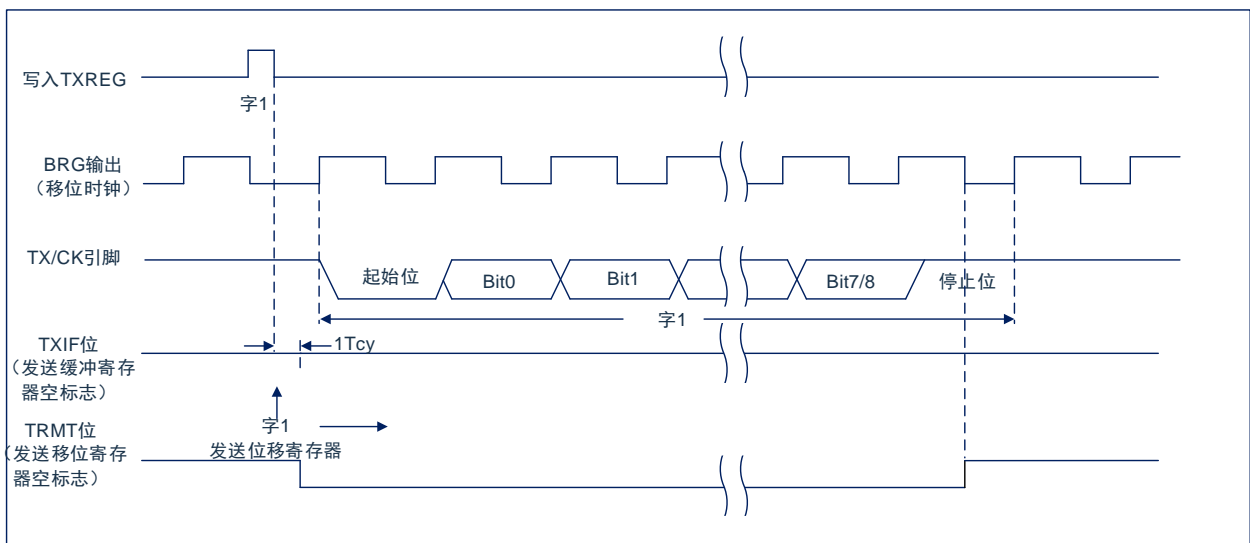 写入TXREG
字1
BRG输出
（移位时钟）
TX/CK引脚
起始位
Bit0
Bit1
Bit7/8
停止位
字1
TXIF位
（发送缓冲寄存
器空标志）
1Tcy
字1
发送位移寄存器
TRMT位
（发送移位寄存
器空标志）